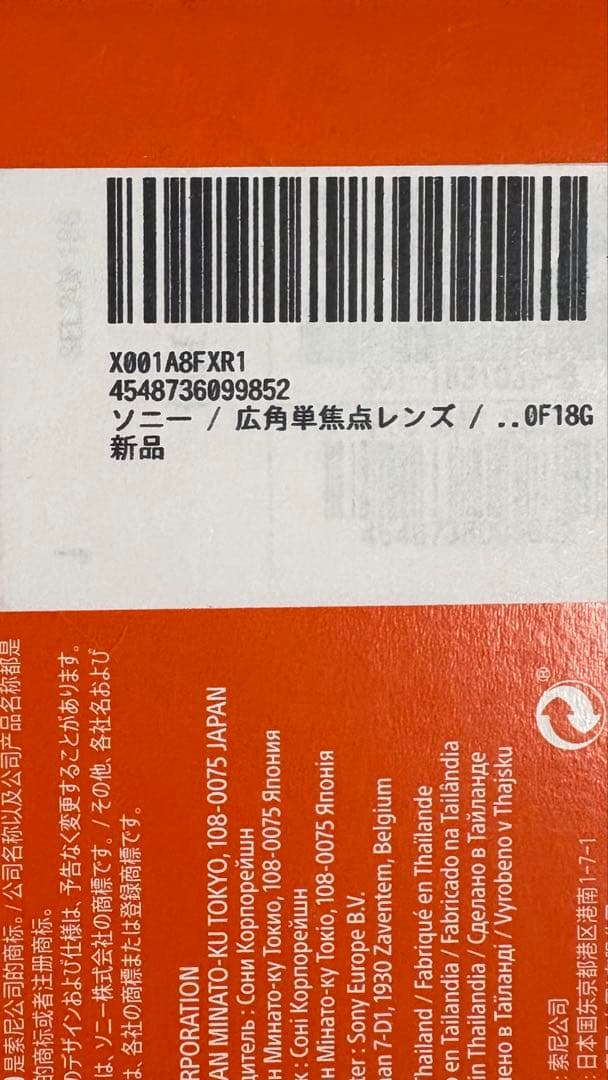 X001A8FXR1
4548736099852
ソニー / 広角単焦点レンズ / ..0F18G
新品
是索尼公司的商标。/ 公司名称以及公司产品名称都是
的商标或者注册商标。
のデザインおよび仕様は、予告なく変更することがあります。
は、ソニー株式会社の商標です。/ その他、各社名および
は、各社の商標または登録商標です。
RPORATION
AN MINATO-KU TOKYO, 108-0075 JAPAN
дитель : Сони Корпорейшн
н Минато-ку Токио, 108-0075 Япония
к : Соні Корпорейшн
н Мінато-ку Токіо, 108-0075 Японія
ter : Sony Europe B.V.
aan 7-D1, 1930 Zaventem, Belgium
Thailand / Fabriqué en Thaïlande
en Tailandia / Fabricado na Tailândia
in Thailandia / Сделано в Тайланде
ено в Таїланді / Vyrobeno v Thajsku
®
: 索尼公司
: 日本国东京都港区港南1-7-1